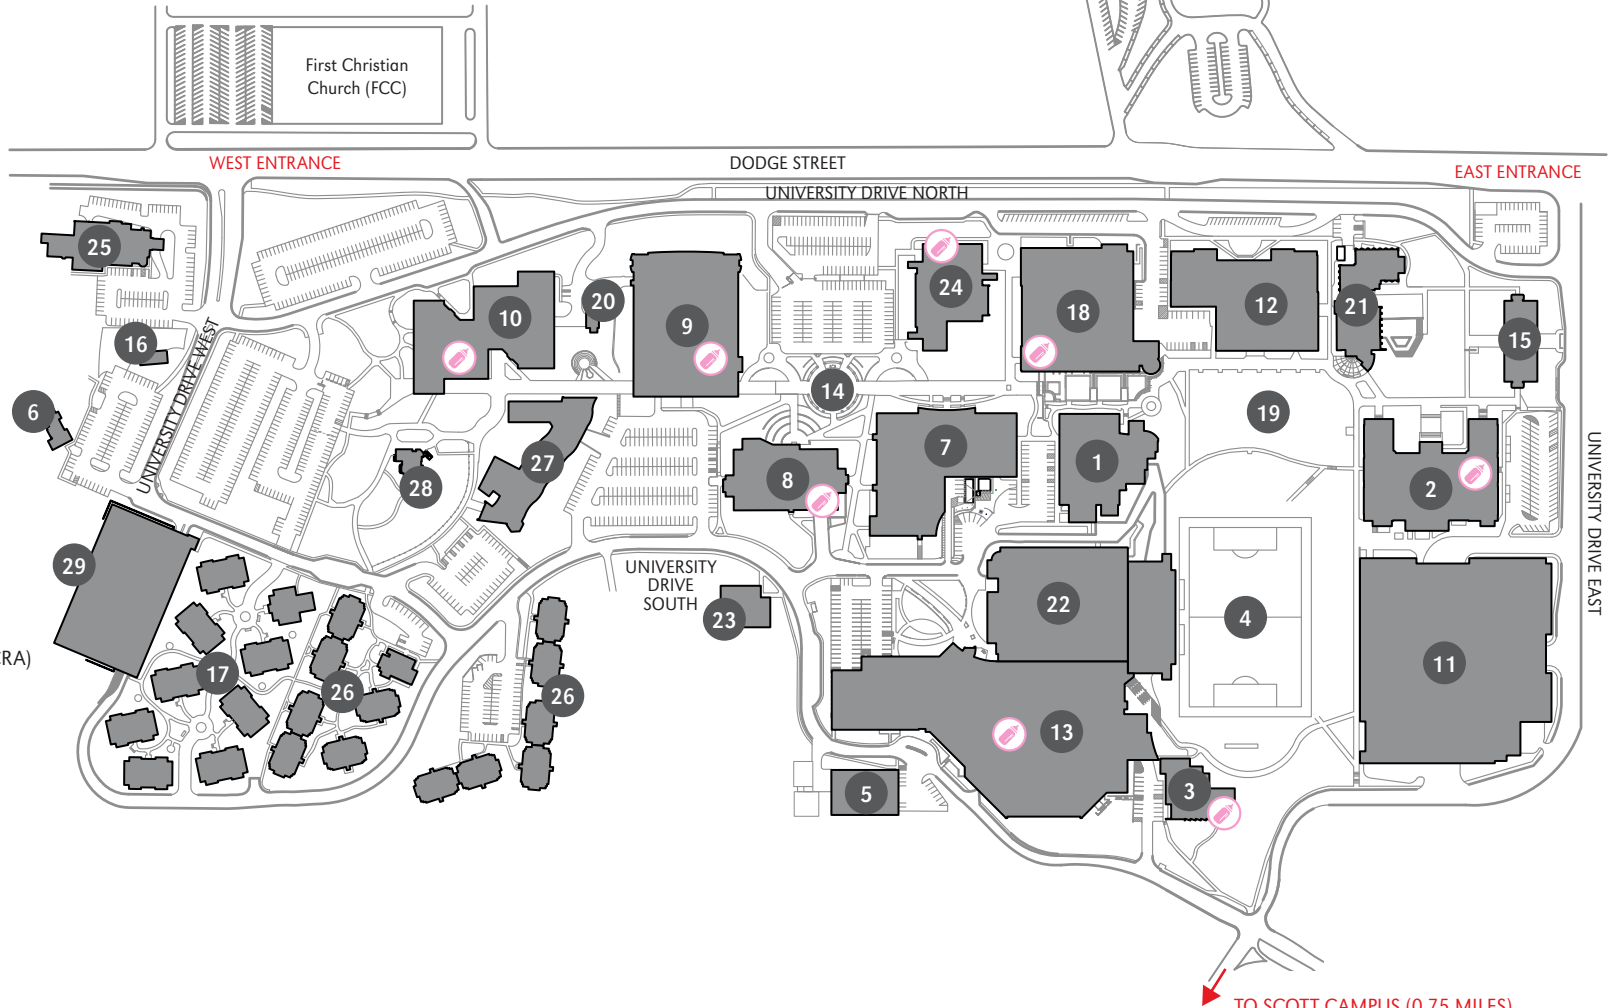 First Christian
Church (FCC)
WEST ENTRANCE
DODGE STREET
EAST ENTRANCE
UNIVERSITY DRIVE NORTH
25
24
20
10
9
18
12
21
15
16
UNIVERSITY DRIVE WEST
14
6
19
7
1
27
28
8
2
UNIVERSITY DRIVE EAST
29
UNIVERSITY
DRIVE
SOUTH
23
22
4
RA)
17
26
26
11
13
5
3
TO SCOTT CAMPUS (0.75 MILES)